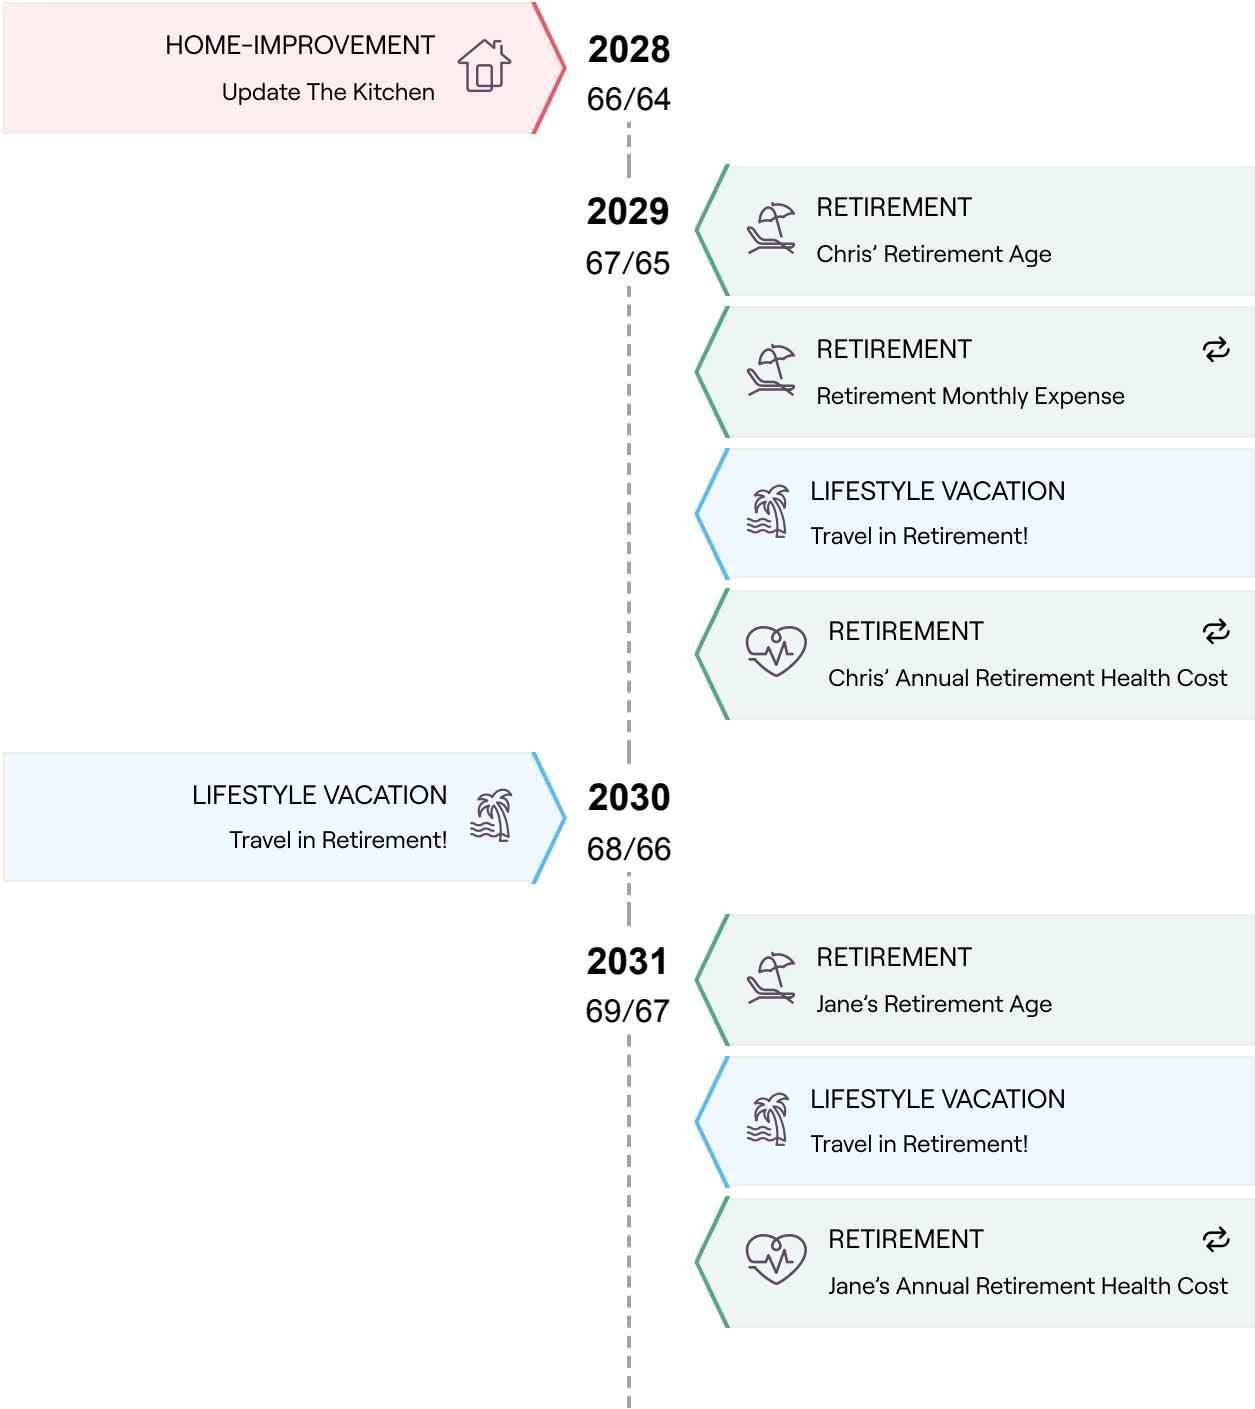 HOME-IMPROVEMENT
Update The Kitchen
2028
66/64
2029
67/65
RETIREMENT
Chris’ Retirement Age
RETIREMENT
Retirement Monthly Expense
LIFESTYLE VACATION
Travel in Retirement!
RETIREMENT
Chris’ Annual Retirement Health Cost
LIFESTYLE VACATION
Travel in Retirement!
2030
68/66
2031
69/67
RETIREMENT
Jane’s Retirement Age
LIFESTYLE VACATION
Travel in Retirement!
RETIREMENT
Jane’s Annual Retirement Health Cost